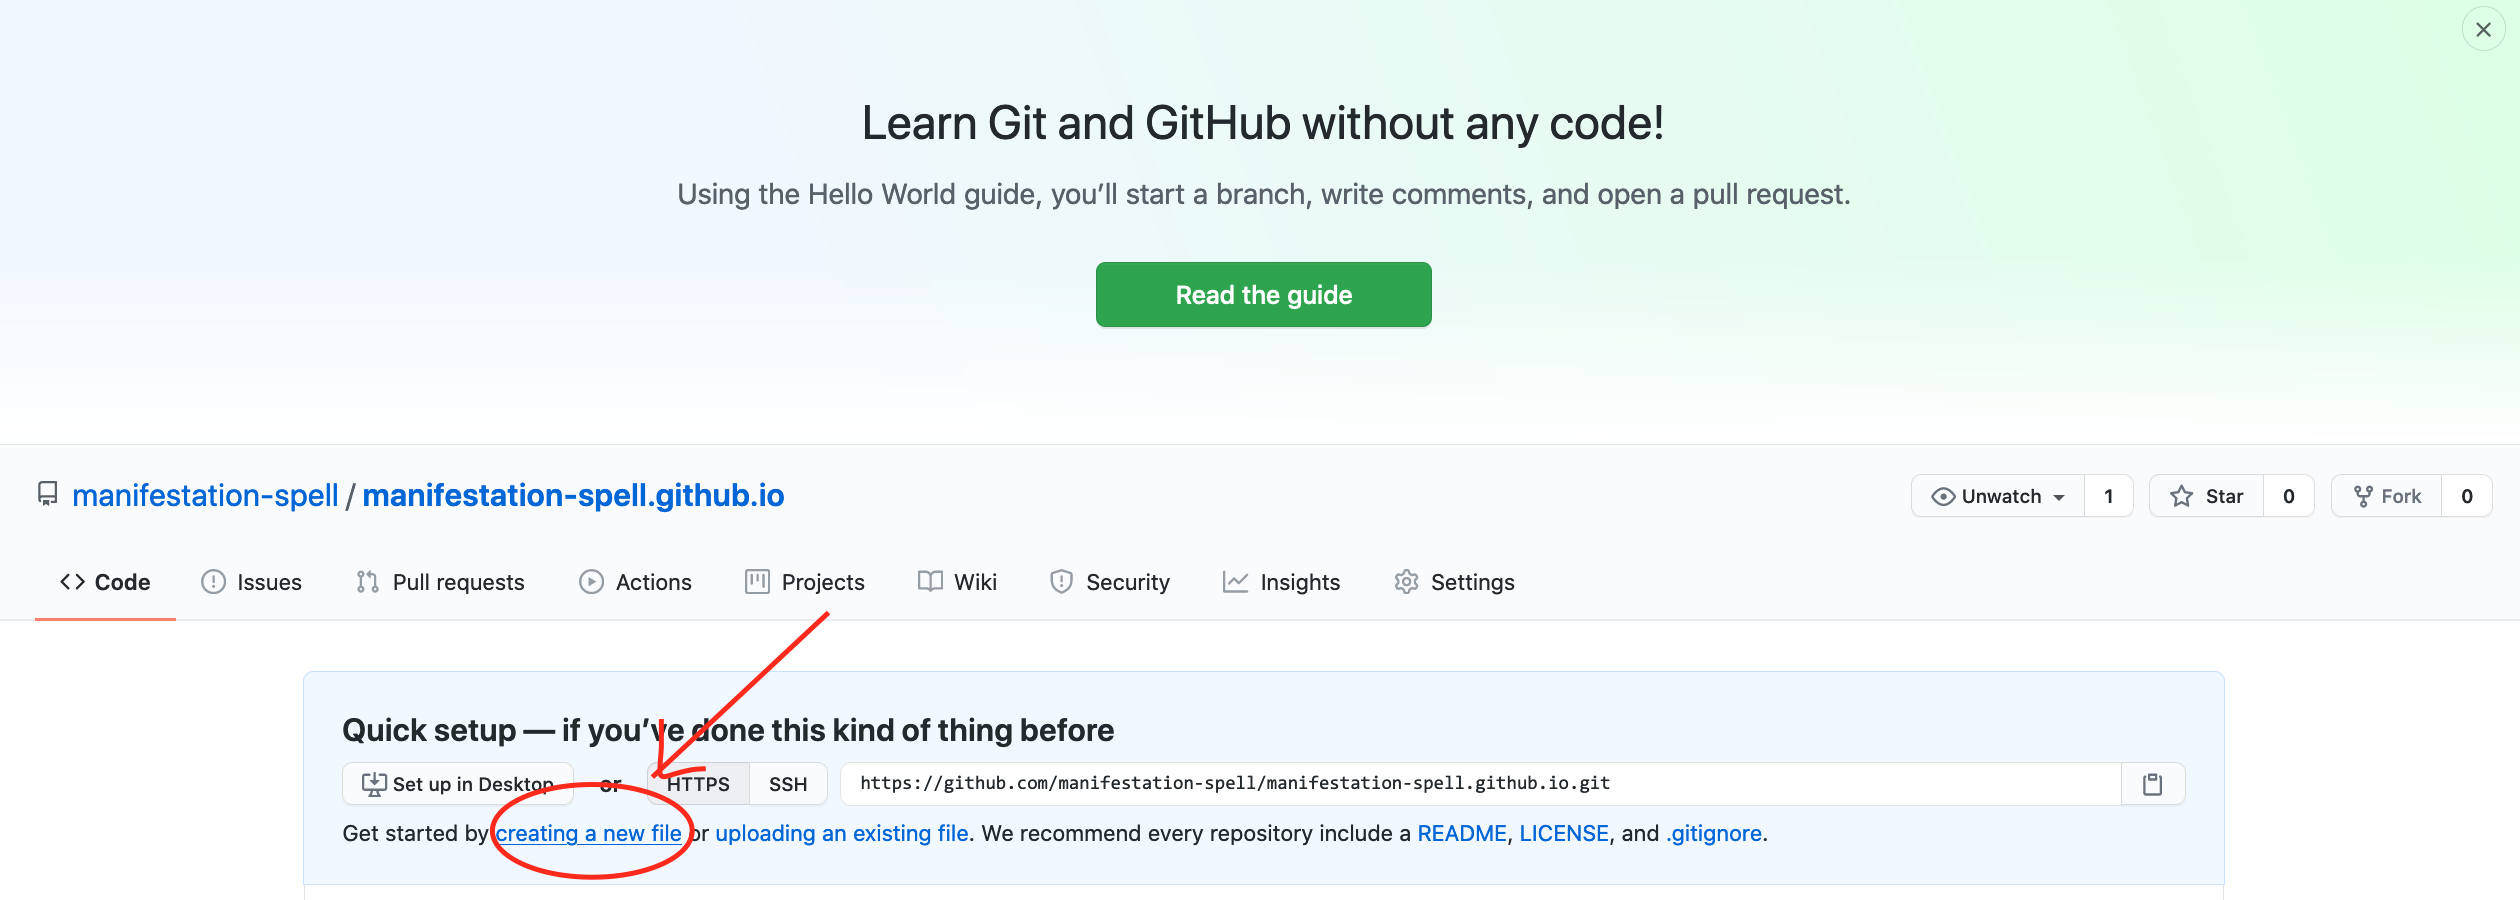 Learn Git and GitHub without any code!
Using the Hello World guide, you’ll start a branch, write comments, and open a pull request.
Read the guide
manifestation-spell / manifestation-spell.github.io
Unwatch 1 Star 0 Fork 0
Code Issues Pull requests Actions Projects Wiki Security Insights Settings
Quick setup — if you’ve done this kind of thing before
Set up in Desktop or HTTPS SSH https://github.com/manifestation-spell/manifestation-spell.github.io.git
Get started by creating a new file or uploading an existing file. We recommend every repository include a README, LICENSE, and .gitignore.